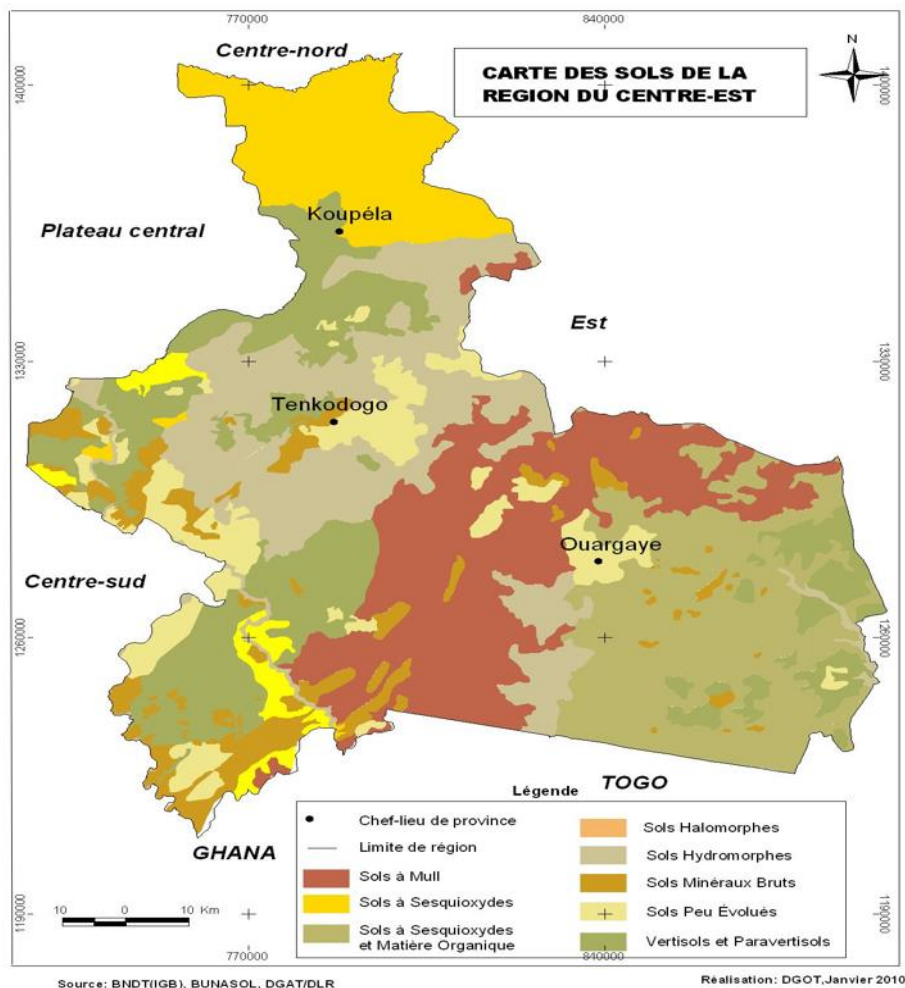 770000
840000
Centre-nord
N
CARTE DES SOLS DE LA
REGION DU CENTRE-EST
1400000
1400000
Koupéla
Plateau central
Est
1330000
1330000
Tenkodogo
Ouargaye
Centre-sud
1260000
1260000
TOGO
GHANA
Légende
Chef-lieu de province
Limite de région
Sols à Mull
Sols à Sesquioxydes
Sols à Sesquioxydes
et Matière Organique
Sols Halomorphes
Sols Hydromorphes
Sols Minéraux Bruts
Sols Peu Évolués
Vertisols et Paravertisols
10 0 10 Km
1190000
1190000
770000
840000
Source: BNDT(IGB), BUNASOL, DGAT/DLR
Réalisation: DGOT,Janvier 2010